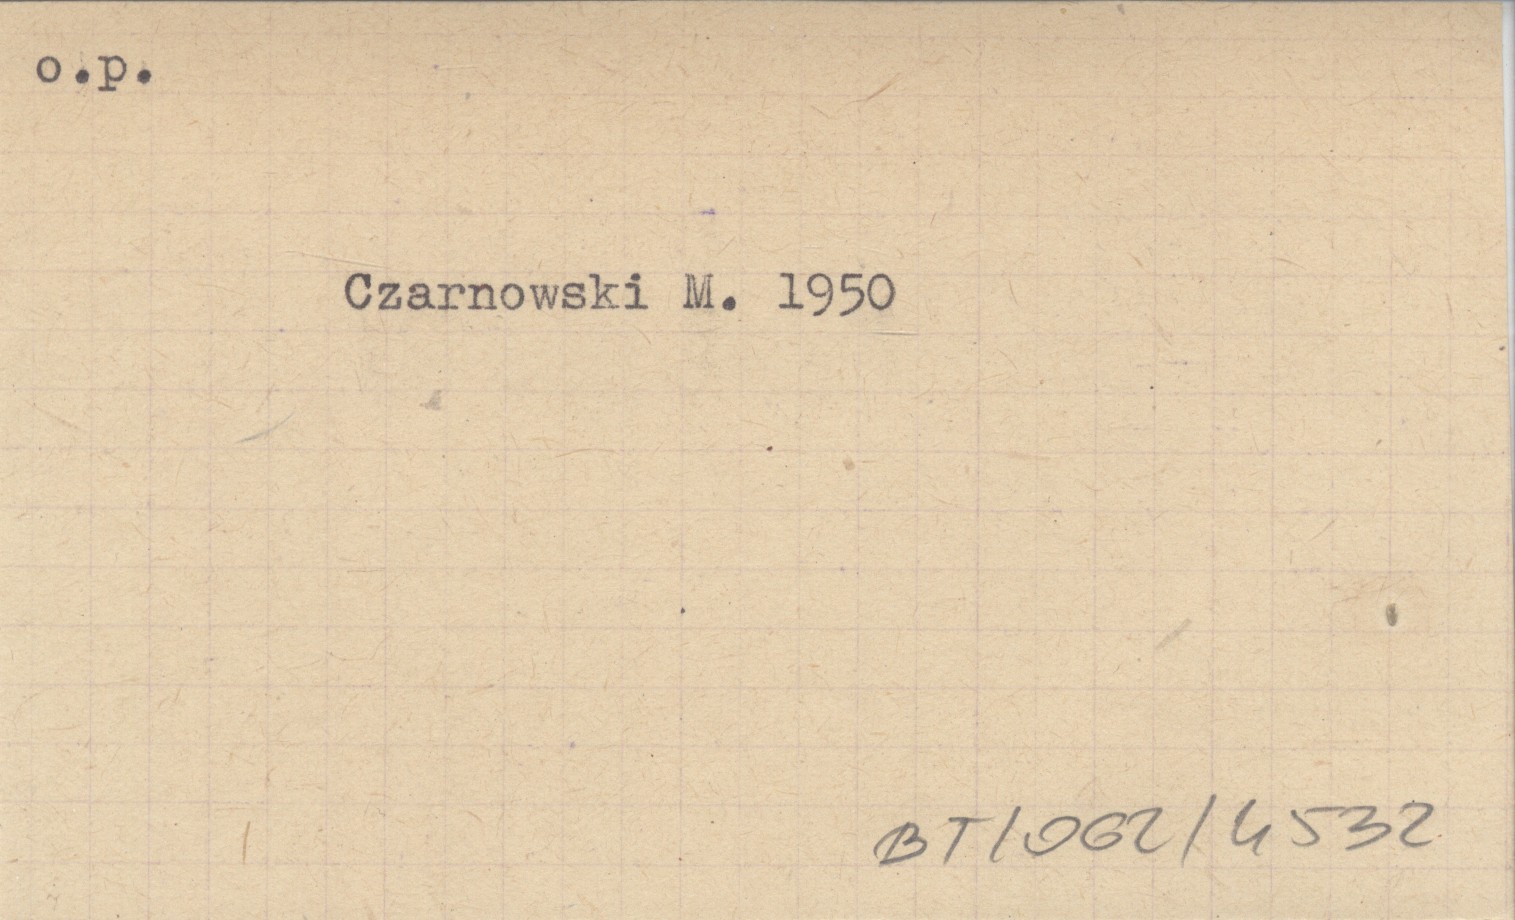 o.p.
Czarnowski M. 1950
BT/062/4532